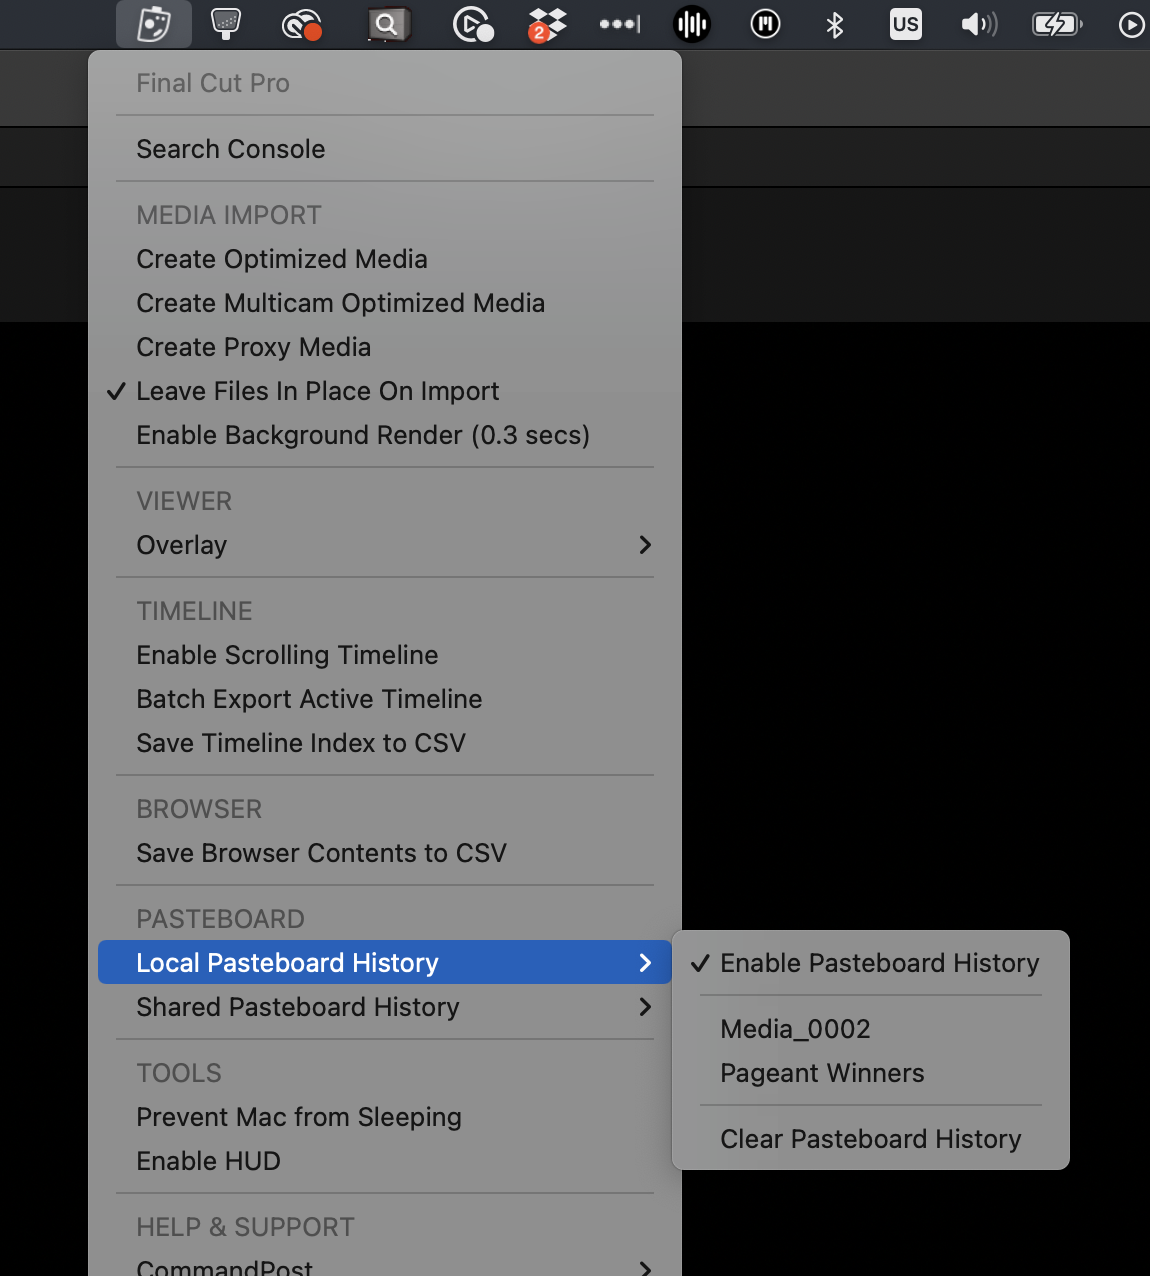 2
US
Final Cut Pro
Search Console
MEDIA IMPORT
Create Optimized Media
Create Multicam Optimized Media
Create Proxy Media
✓ Leave Files In Place On Import
Enable Background Render (0.3 secs)
VIEWER
Overlay
TIMELINE
Enable Scrolling Timeline
Batch Export Active Timeline
Save Timeline Index to CSV
BROWSER
Save Browser Contents to CSV
PASTEBOARD
Local Pasteboard History
Shared Pasteboard History
TOOLS
Prevent Mac from Sleeping
Enable HUD
HELP & SUPPORT
CommandPost
✓ Enable Pasteboard History
Media_0002
Pageant Winners
Clear Pasteboard History